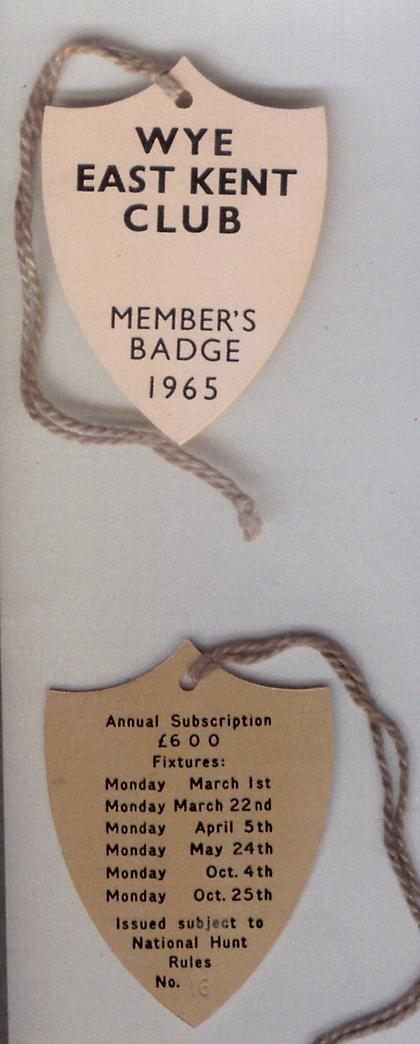 WYE
EAST KENT
CLUB
MEMBER'S
BADGE
1965
Annual Subscription
£6 0 0
Fixtures:
Monday March 1st
Monday March 22nd
Monday April 5th
Monday May 24th
Monday Oct. 4th
Monday Oct. 25th
Issued subject to
National Hunt
Rules
No.